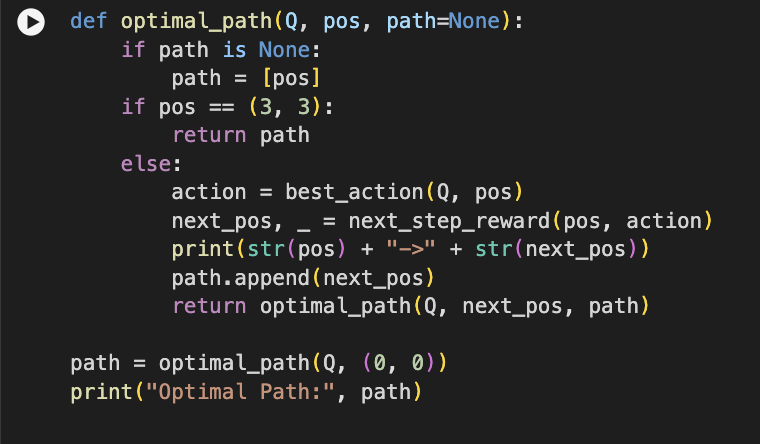 def optimal_path(Q, pos, path=None):
    if path is None:
        path = [pos]
    if pos == (3, 3):
        return path
    else:
        action = best_action(Q, pos)
        next_pos, _ = next_step_reward(pos, action)
        print(str(pos) + "->" + str(next_pos))
        path.append(next_pos)
        return optimal_path(Q, next_pos, path)

path = optimal_path(Q, (0, 0))
print("Optimal Path:", path)